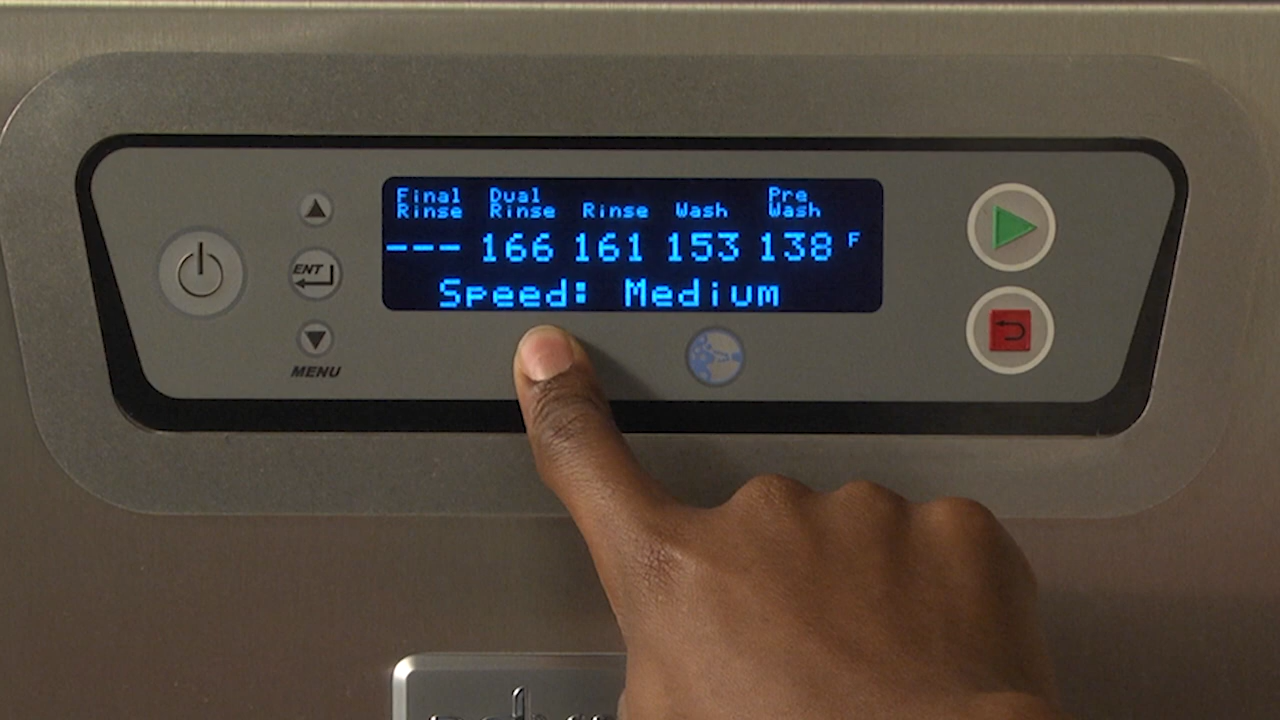 Final Dual Pre
Rinse Rinse Rinse Wash Wash
--- 166 161 153 138 F
Speed: Medium
ENT
MENU